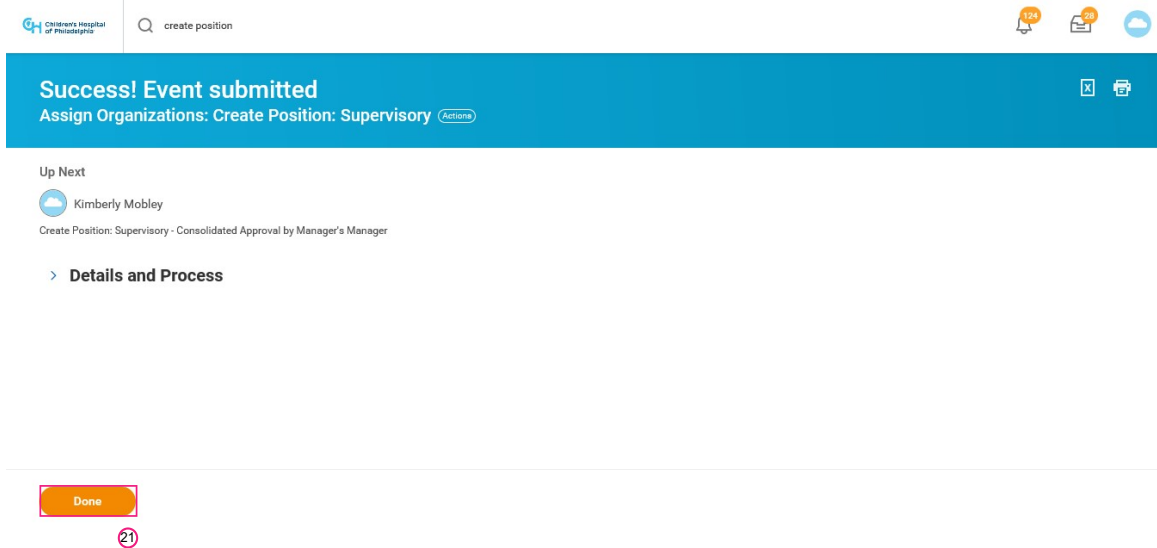 Children's Hospital
of Philadelphia
create position
124
28
Success! Event submitted
Assign Organizations: Create Position: Supervisory
Actions
X
Up Next
Kimberly Mobley
Create Position: Supervisory - Consolidated Approval by Manager's Manager
Details and Process
Done
21